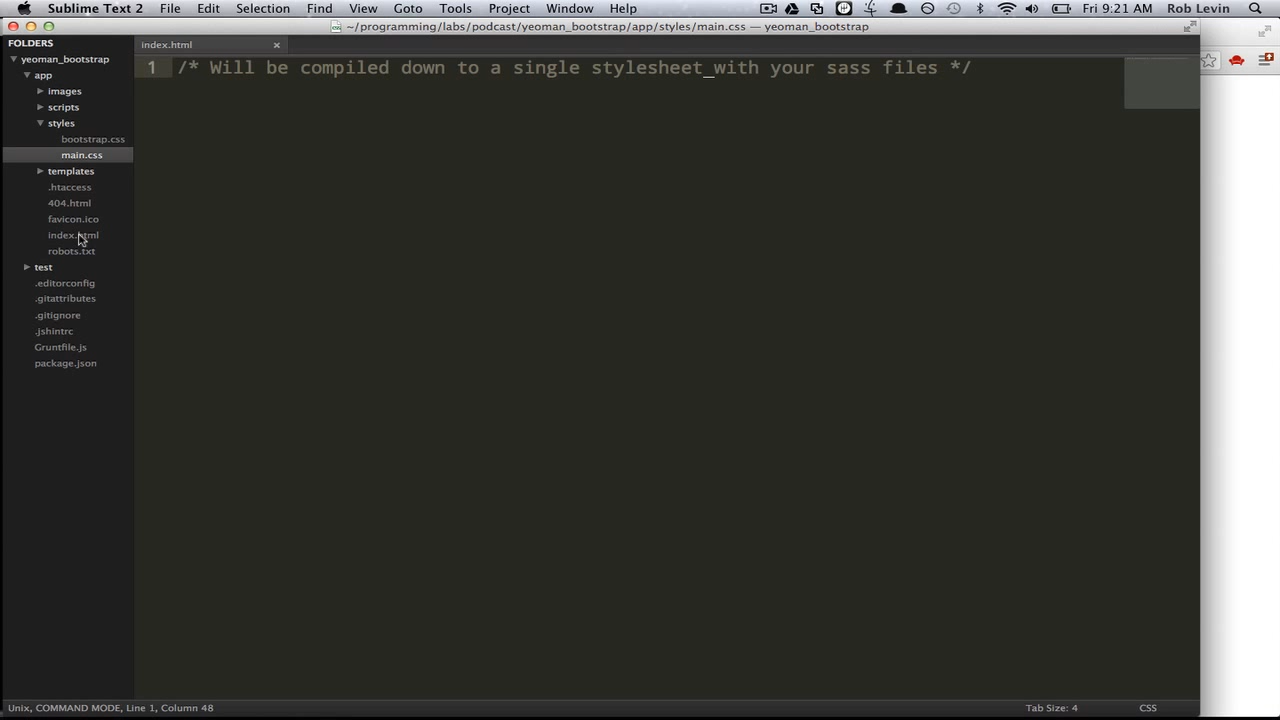 Sublime Text 2 File Edit Selection Find View Goto Tools Project Window Help Fri 9:21 AM Rob Levin
~/programming/labs/podcast/yeoman_bootstrap/app/styles/main.css — yeoman_bootstrap
FOLDERS
yeoman_bootstrap
app
images
scripts
styles
bootstrap.css
main.css
templates
.htaccess
404.html
favicon.ico
index.html
robots.txt
test
.editorconfig
.gitattributes
.gitignore
.jshintrc
Gruntfile.js
package.json
index.html
1 /* Will be compiled down to a single stylesheet_with your sass files */
Unix, COMMAND MODE, Line 1, Column 48 Tab Size: 4 CSS